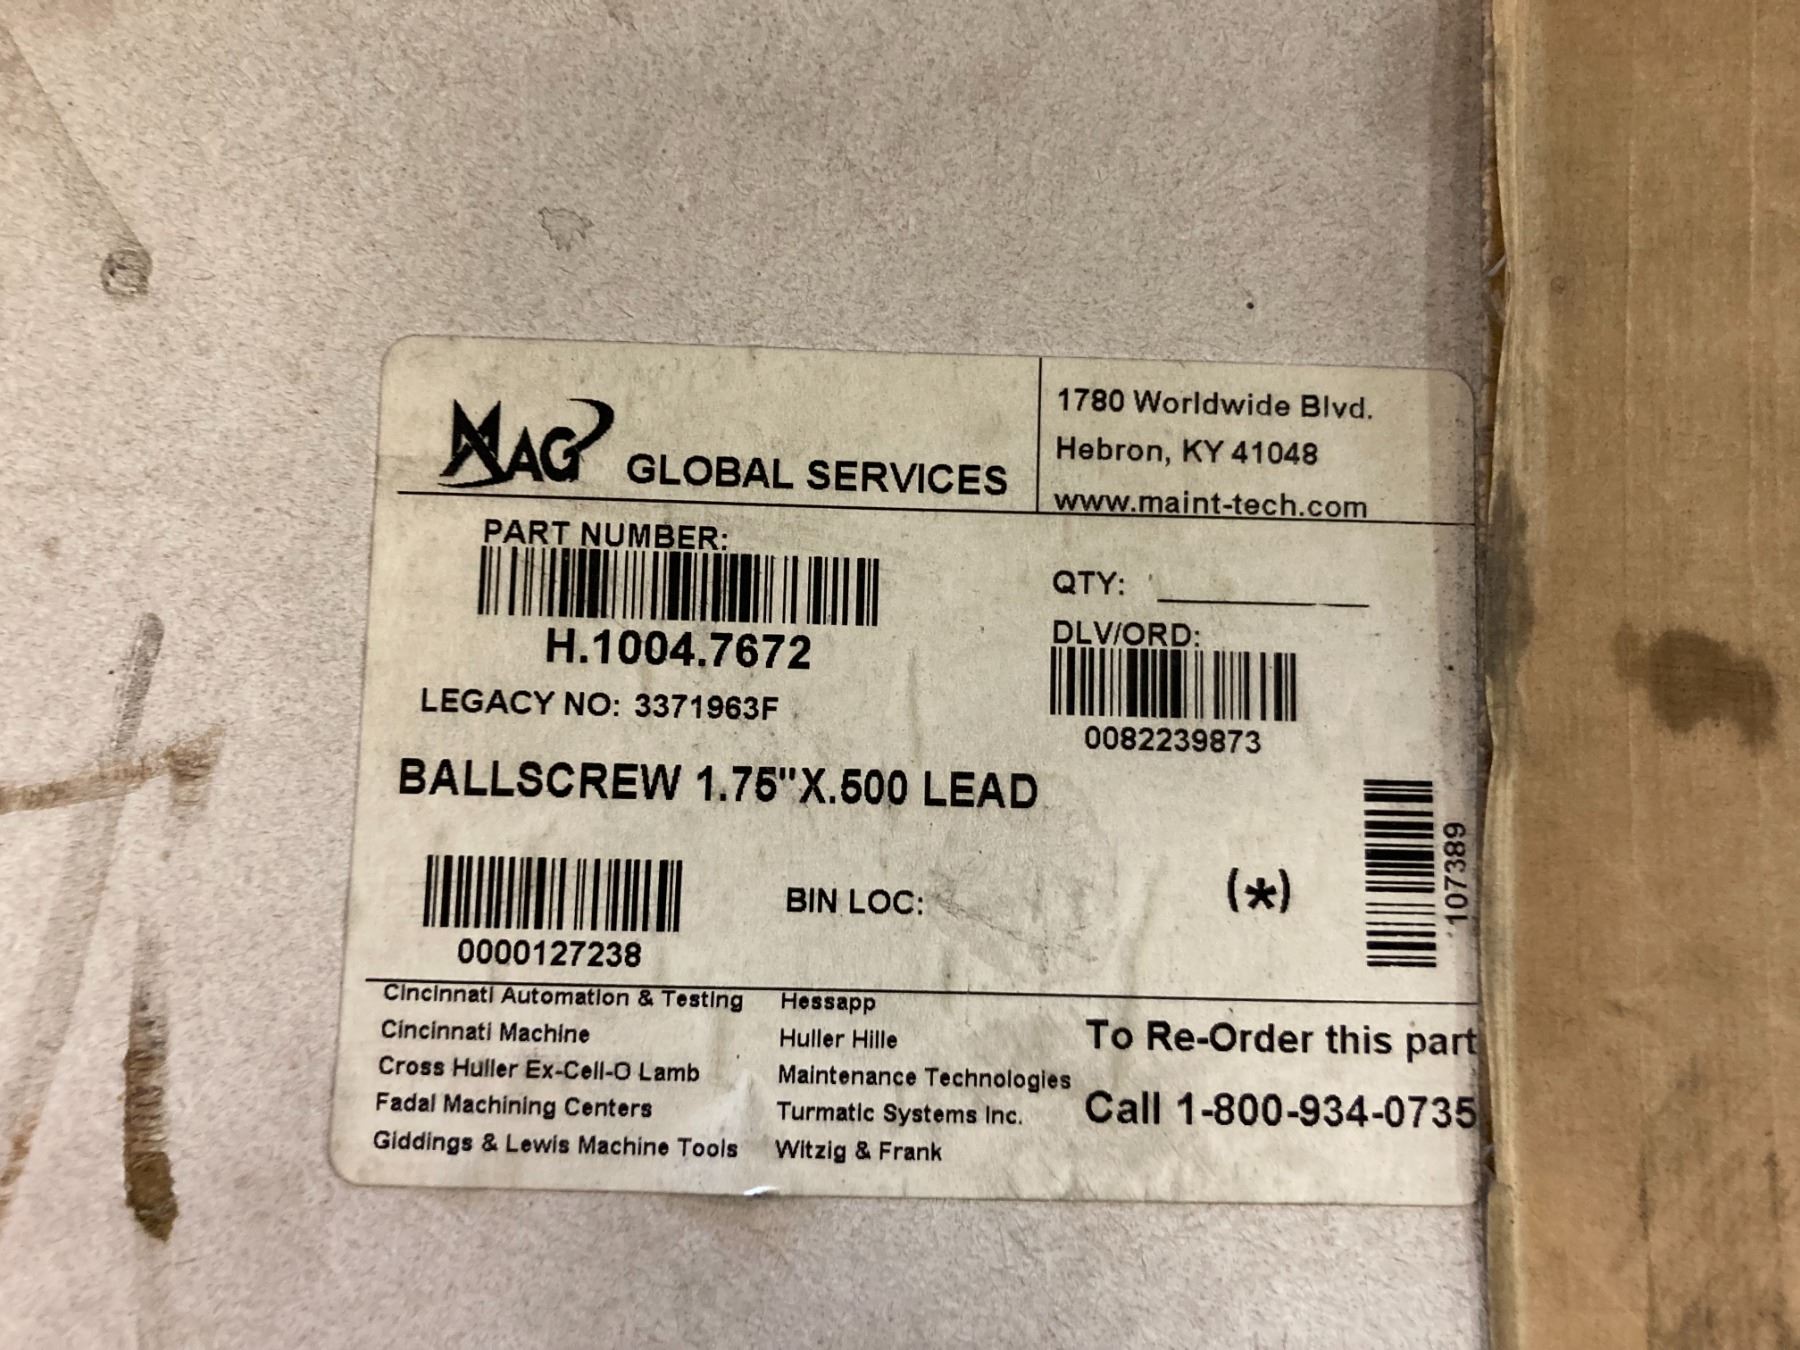 MAG GLOBAL SERVICES
1780 Worldwide Blvd.
Hebron, KY 41048
www.maint-tech.com
PART NUMBER:
H.1004.7672
LEGACY NO: 3371963F
QTY:
DLV/ORD:
0082239873
BALLSCREW 1.75"X.500 LEAD
0000127238
BIN LOC:
(*)
107389
Cincinnati Automation & Testing
Cincinnati Machine
Cross Huller Ex-Cell-O Lamb
Fadal Machining Centers
Giddings & Lewis Machine Tools
Hessapp
Huller Hille
Maintenance Technologies
Turmatic Systems Inc.
Witzig & Frank
To Re-Order this part
Call 1-800-934-0735